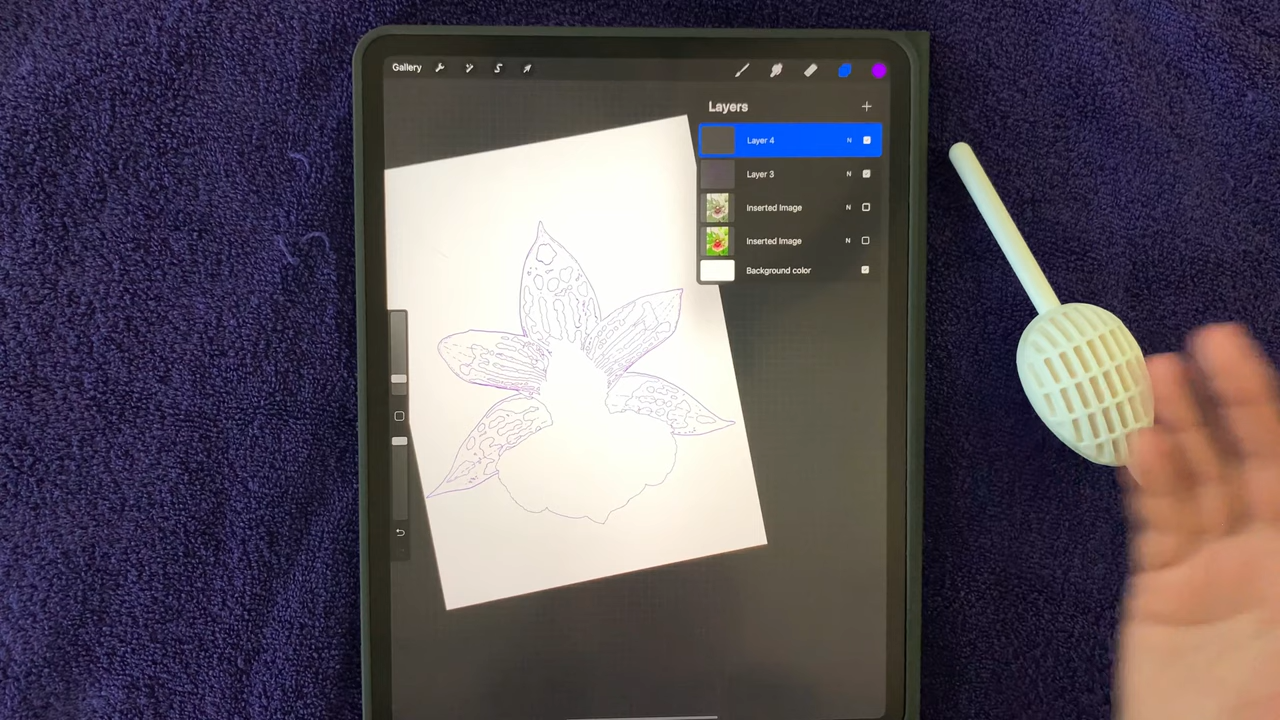 Gallery
Layers
Layer 4 N
Layer 3 N
Inserted Image N
Inserted Image N
Background color